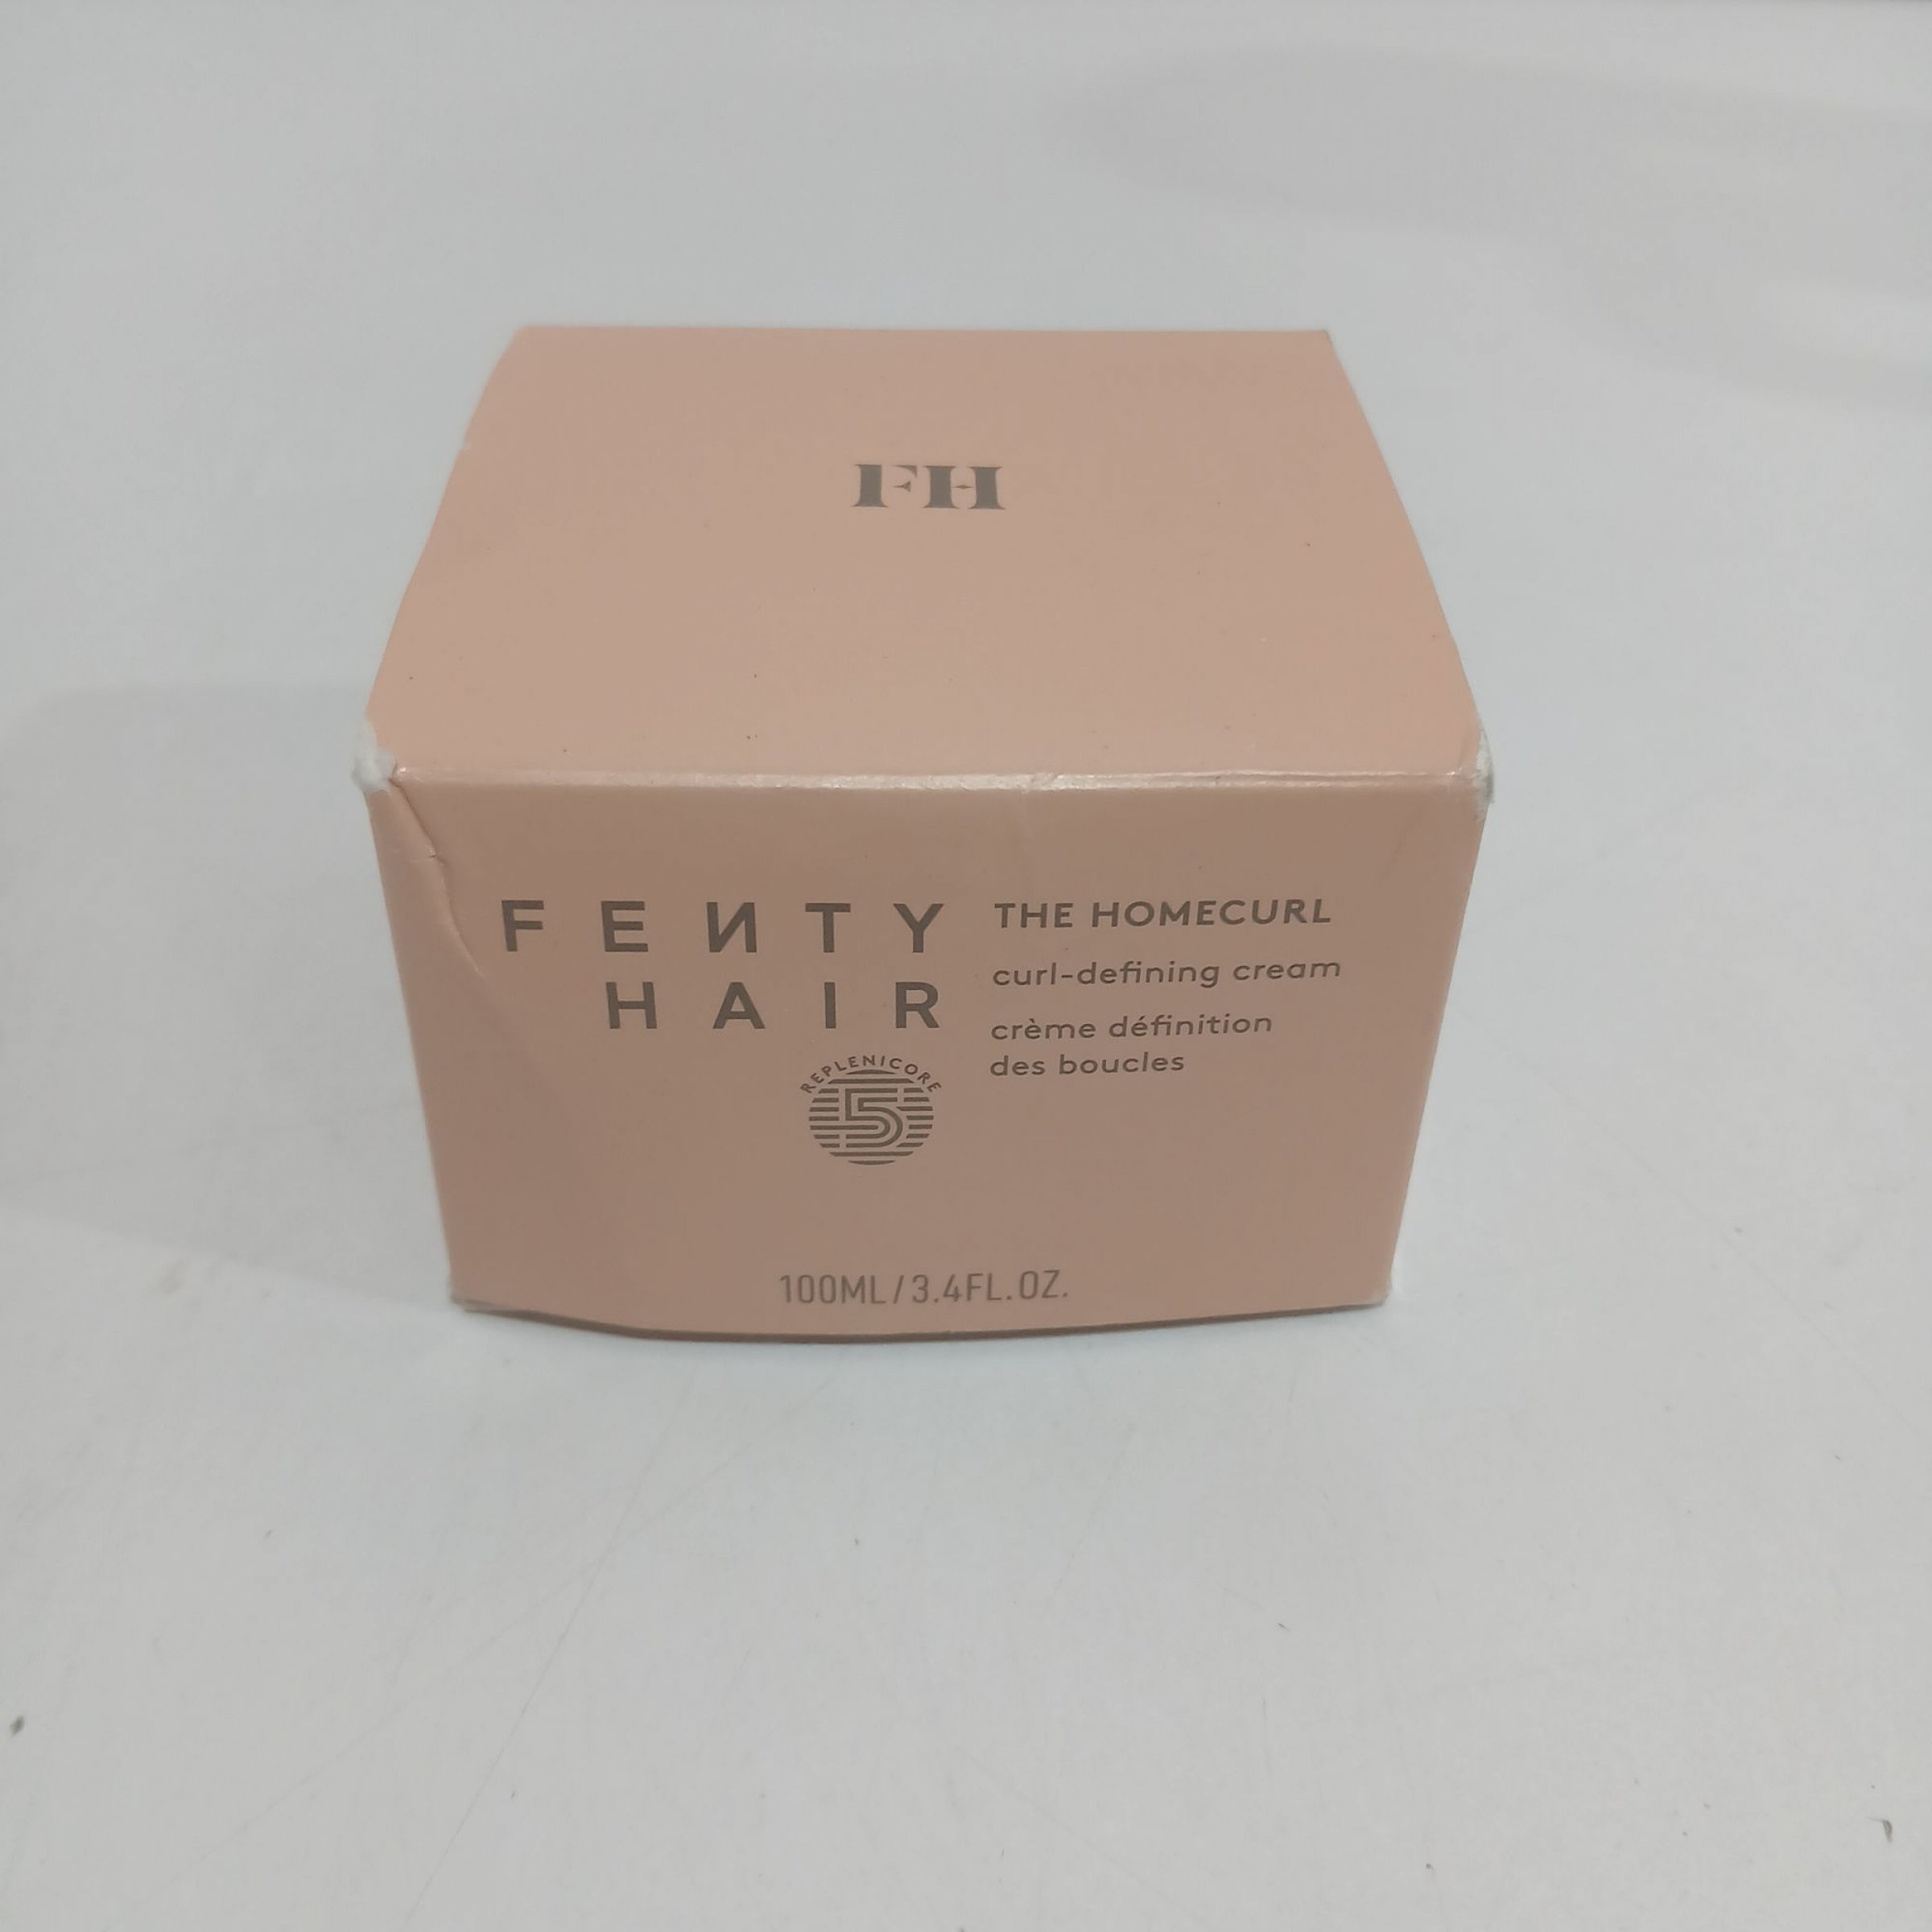 FH
FEИTY
HAIR
REPLENICORE
5
THE HOMECURL
curl-defining cream
crème définition
des boucles
100ML/3.4FL.OZ.